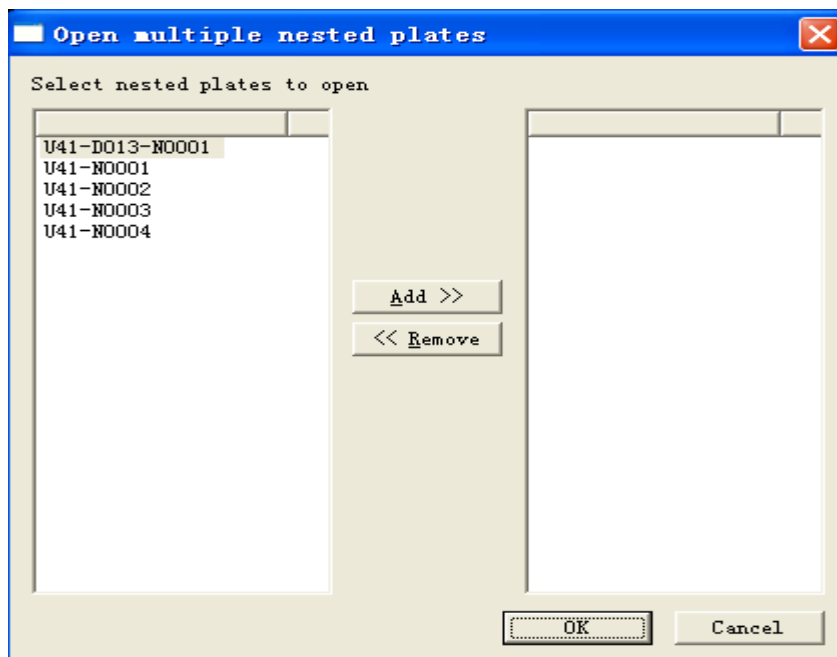 Open multiple nested plates
Select nested plates to open
U41-D013-N0001
U41-N0001
U41-N0002
U41-N0003
U41-N0004
Add >>
<< Remove
OK
Cancel